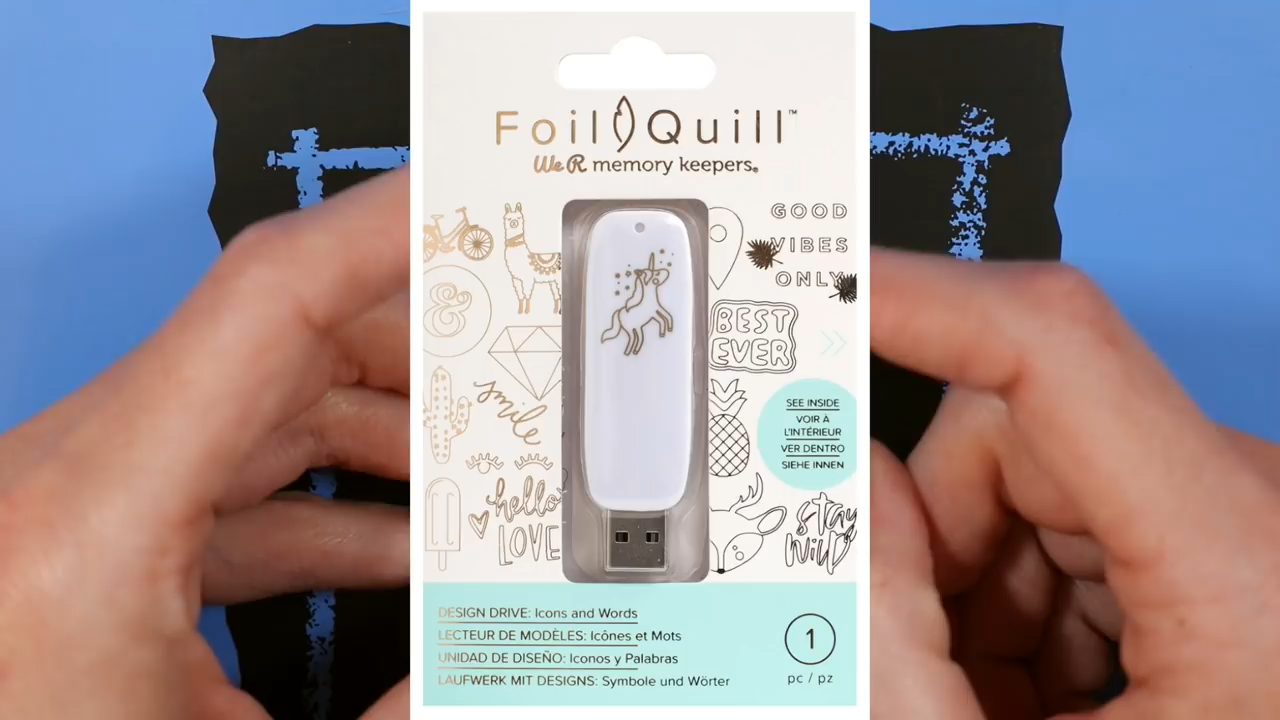 Foil Quill™
We R memory keepers®
GOOD
VIBES
ONLY
&
BEST
EVER
smile
SEE INSIDE
VOIR À
L'INTÉRIEUR
VER DENTRO
SIEHE INNEN
hello
LOVE
stay
wild
DESIGN DRIVE: Icons and Words
LECTEUR DE MODÈLES: Icônes et Mots
UNIDAD DE DISEÑO: Iconos y Palabras
LAUFWERK MIT DESIGNS: Symbole und Wörter
1
pc / pz